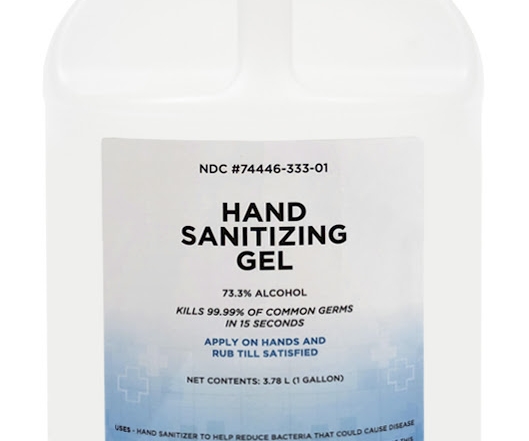 NDC #74446-333-01
HAND
SANITIZING
GEL
73.3% ALCOHOL
KILLS 99.99% OF COMMON GERMS
IN 15 SECONDS
APPLY ON HANDS AND
RUB TILL SATISFIED
NET CONTENTS: 3.78 L (1 GALLON)
USES - HAND SANITIZER TO HELP REDUCE BACTERIA THAT COULD CAUSE DISEASE
THIS